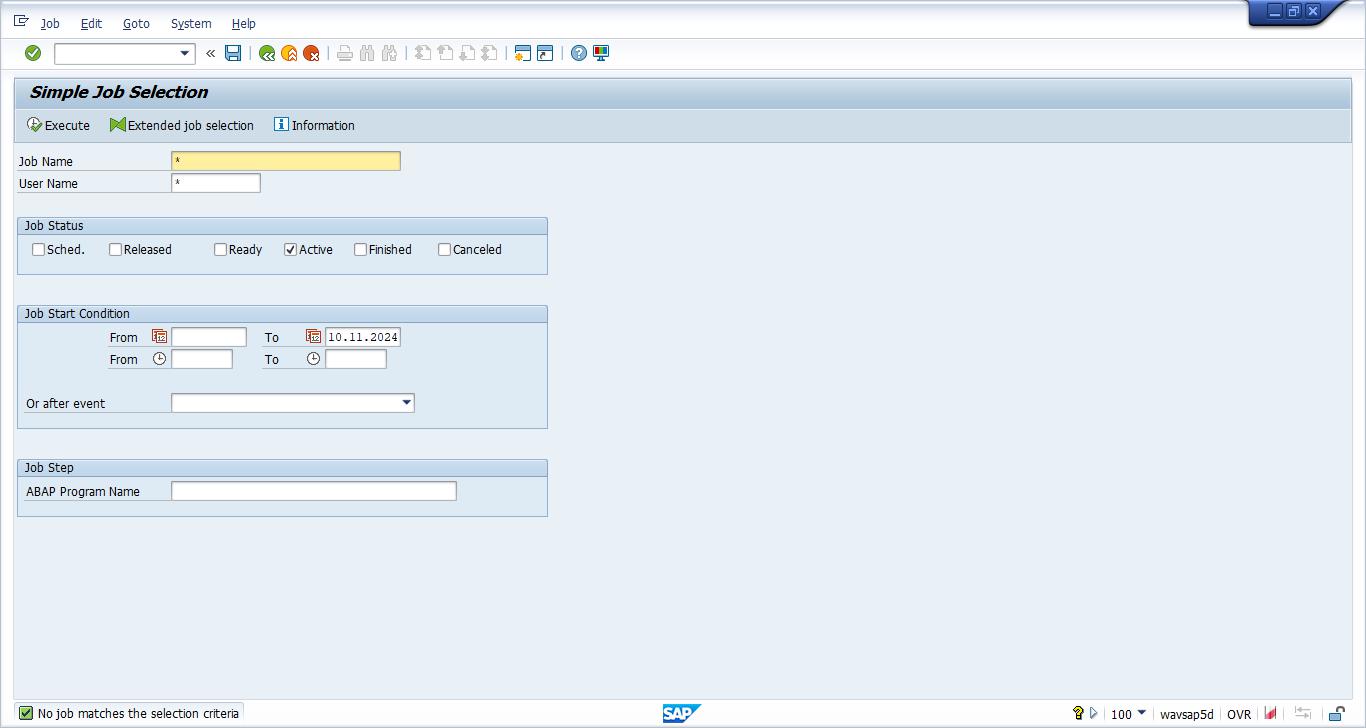 Job Edit Goto System Help
Simple Job Selection
Execute Extended job selection Information
Job Name *
User Name *
Job Status
Sched. Released Ready Active Finished Canceled
Job Start Condition
From To 10.11.2024
From To
Or after event
Job Step
ABAP Program Name
No job matches the selection criteria SAP 100 wavsap5d OVR